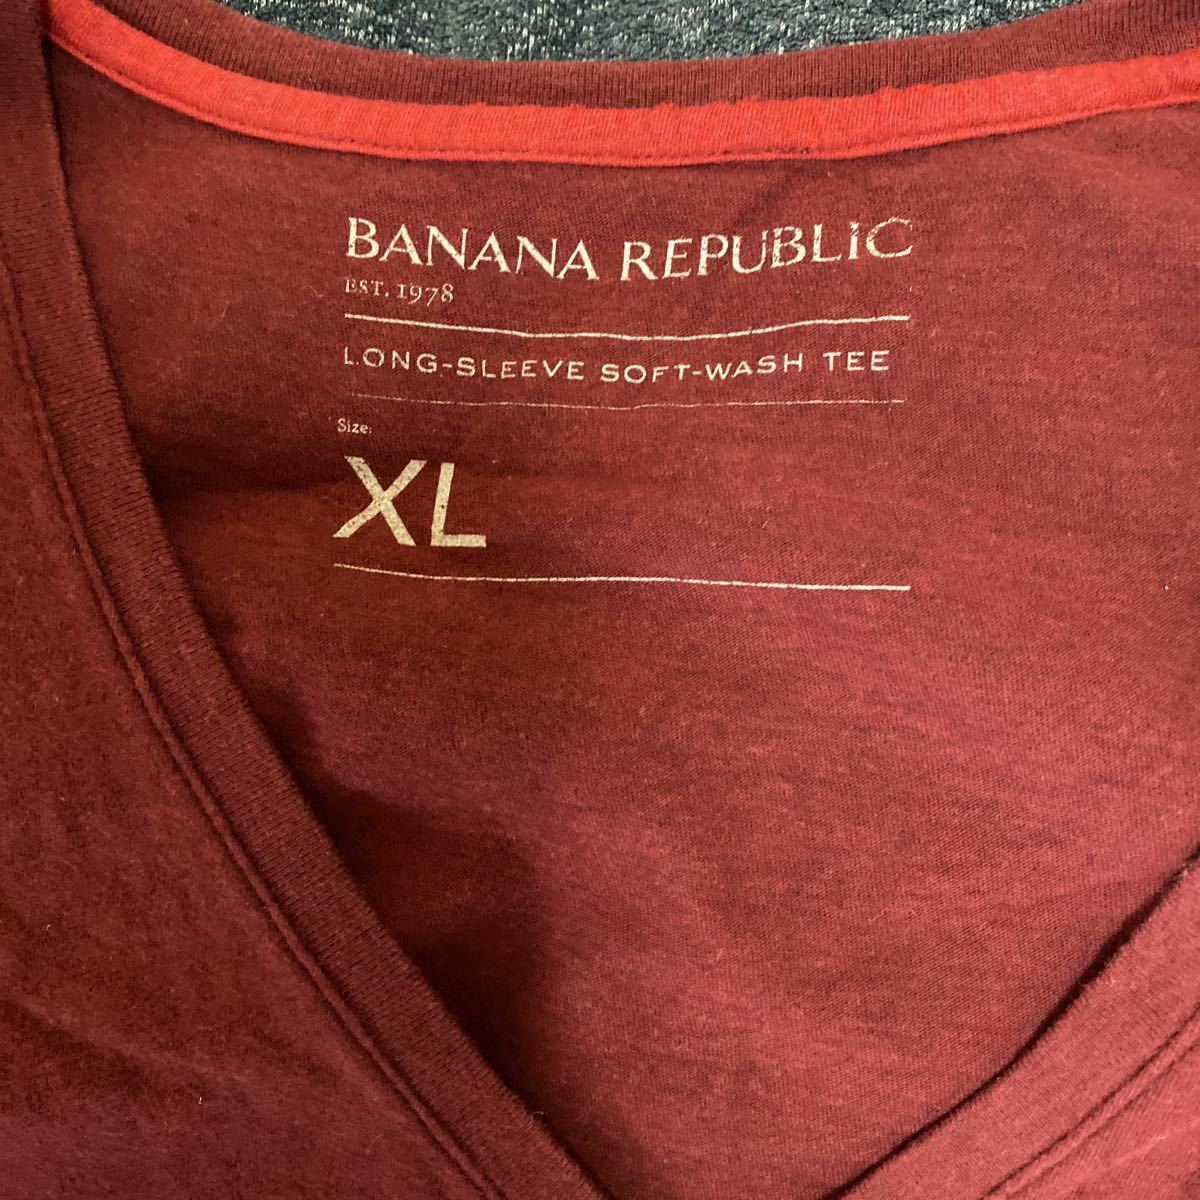 BANANA REPUBLIC
EST. 1978
LONG-SLEEVE SOFT-WASH TEE
Size:
XL